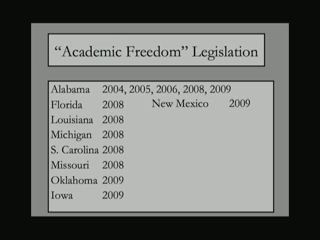 “Academic Freedom” Legislation
Alabama 2004, 2005, 2006, 2008, 2009
Florida 2008 New Mexico 2009
Louisiana 2008
Michigan 2008
S. Carolina 2008
Missouri 2008
Oklahoma 2009
Iowa 2009